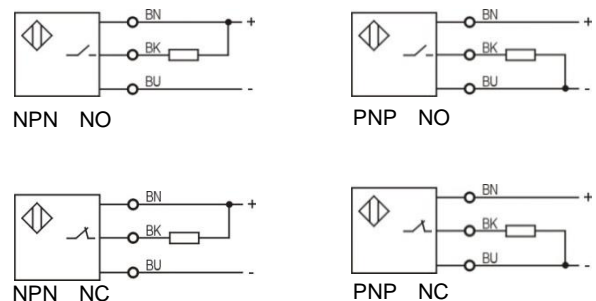 BN +
BK
BU -
NPN NO
BN +
BK
BU -
PNP NO
BN +
BK
BU -
NPN NC
BN +
BK
BU -
PNP NC